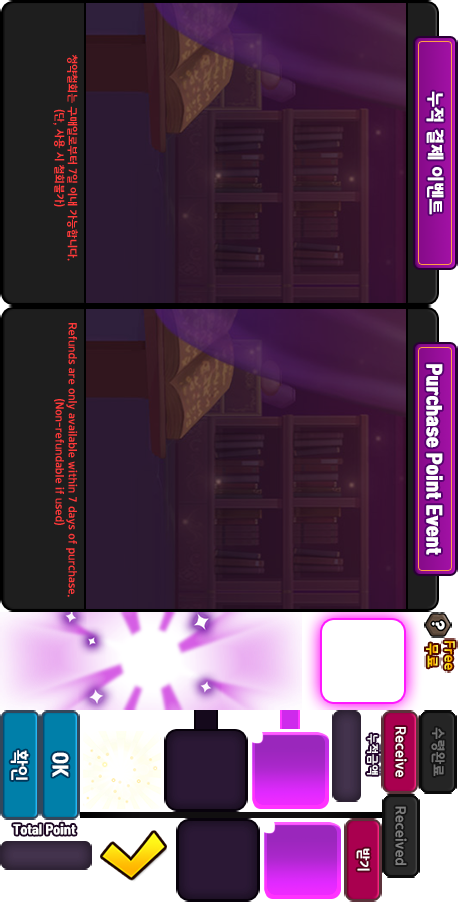 누적 결제 이벤트
청약철회는 구매일로부터 7일 이내 가능합니다.
(단, 사용 시 철회불가)
Purchase Point Event
Refunds are only available within 7 days of purchase.
(Non-refundable if used)
Free
무료
?
수령완료
Receive
누적금액
OK
확인
Received
받기
Total Point